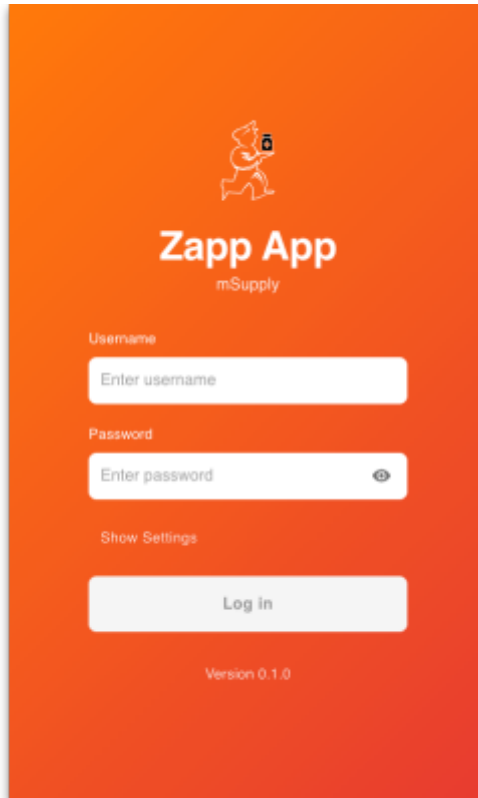 Zapp App
mSupply
Username
Enter username
Password
Enter password
Show Settings
Log in
Version 0.1.0